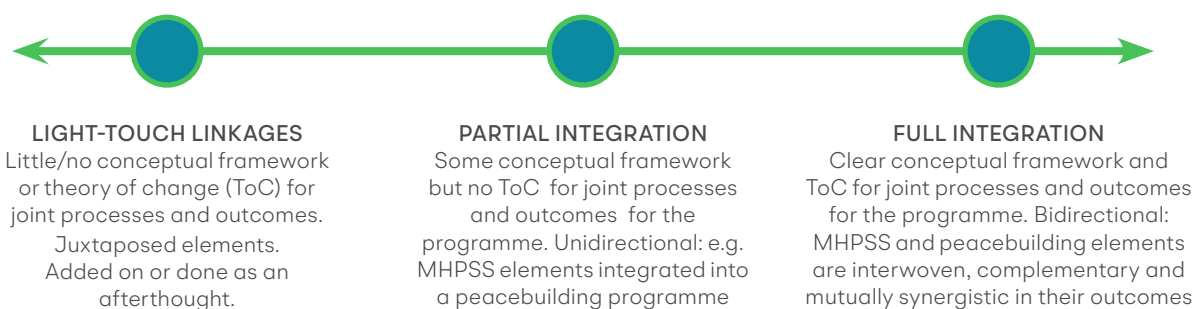 LIGHT-TOUCH LINKAGES
Little/no conceptual framework
or theory of change (ToC) for
joint processes and outcomes.
Juxtaposed elements.
Added on or done as an
afterthought.
PARTIAL INTEGRATION
Some conceptual framework
but no ToC for joint processes
and outcomes for the
programme. Unidirectional: e.g.
MHPSS elements integrated into
a peacebuilding programme
FULL INTEGRATION
Clear conceptual framework and
ToC for joint processes and outcomes
for the programme. Bidirectional:
MHPSS and peacebuilding elements
are interwoven, complementary and
mutually synergistic in their outcomes